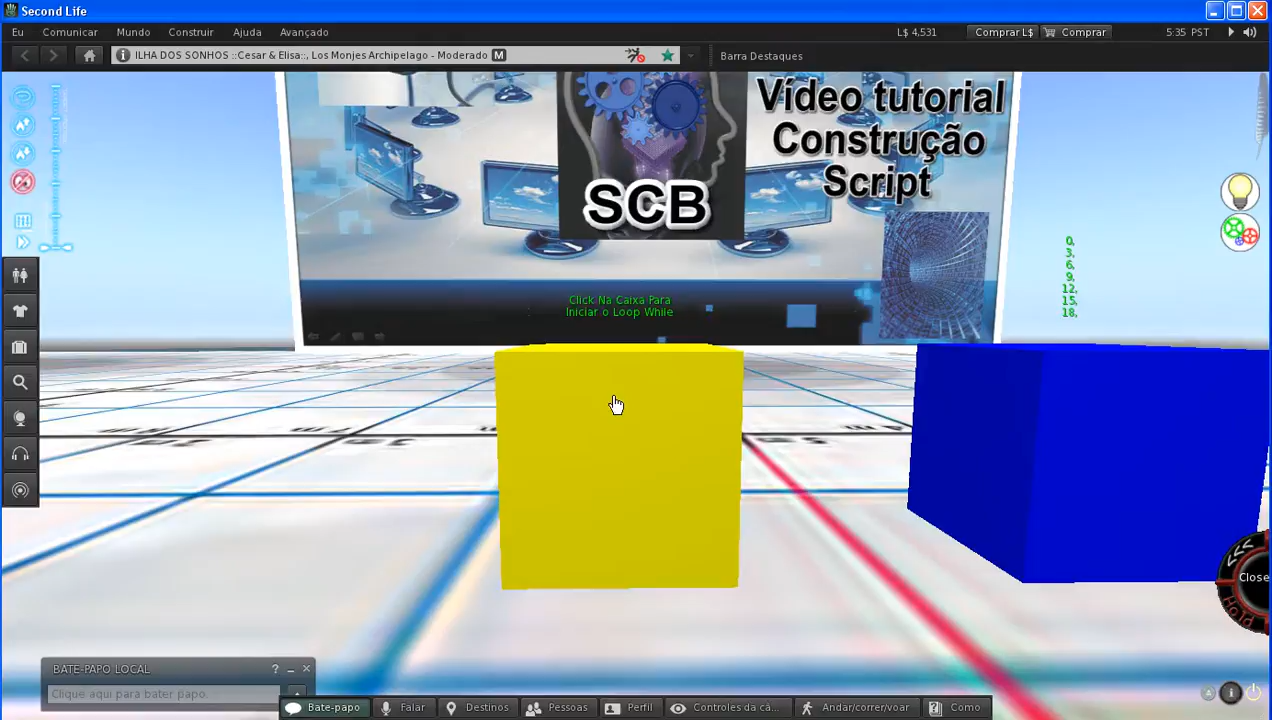 Second Life
Eu Comunicar Mundo Construir Ajuda Avançado L$ 4,531 Comprar L$ Comprar 5:35 PST
ILHA DOS SONHOS ::Cesar & Elisa::, Los Monjes Archipelago - Moderado M Barra Destaques
Vídeo tutorial
Construção
Script
SCB
0,
3,
6,
9,
12,
15,
18,
Click Na Caixa Para
Iniciar o Loop While
Close
Hold
BATE-PAPO LOCAL ?
Clique aqui para bater papo.
Bate-papo Falar Destinos Pessoas Perfil Controles da câ... Andar/correr/voar Como